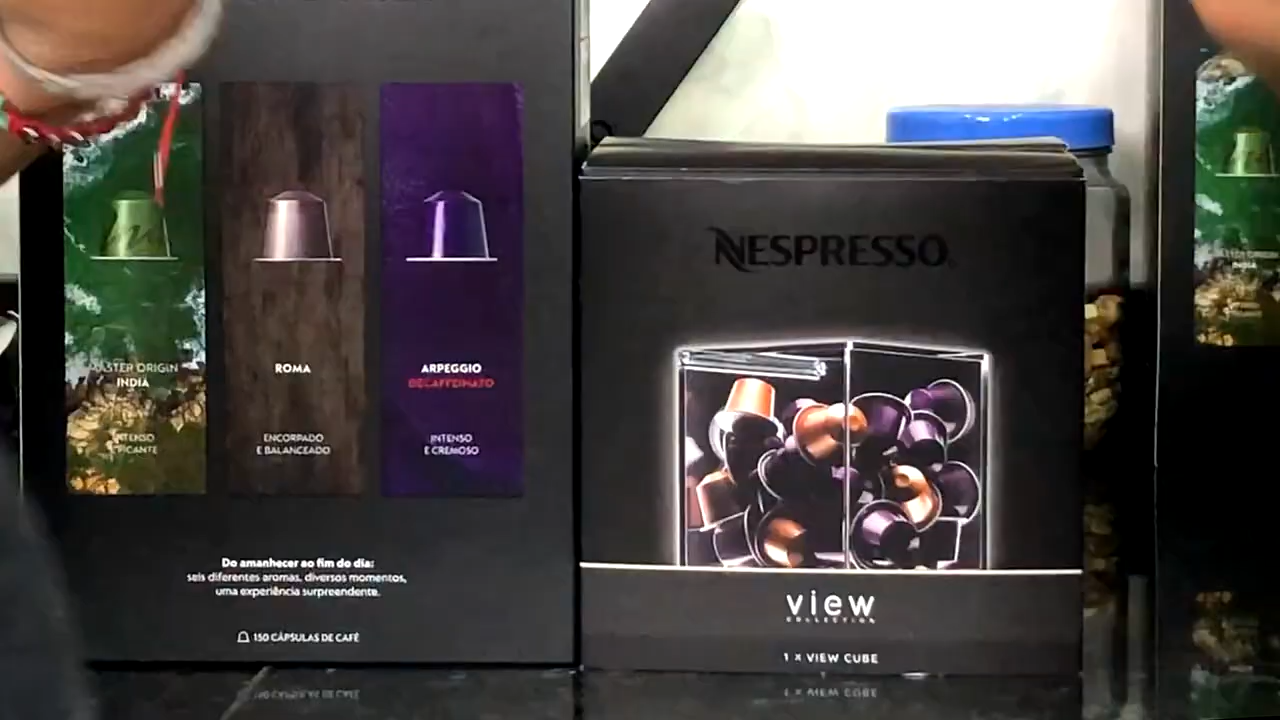 MASTER ORIGIN
INDIA
INTENSO
E PICANTE
ROMA
ENCORPADO
E BALANCEADO
ARPEGGIO
DECAFFEINATO
INTENSO
E CREMOSO
Do amanhecer ao fim do dia:
seis diferentes aromas, diversos momentos,
uma experiência surpreendente.
150 CÁPSULAS DE CAFÉ
NESPRESSO
view
COLLECTION
1 x VIEW CUBE
INDIA